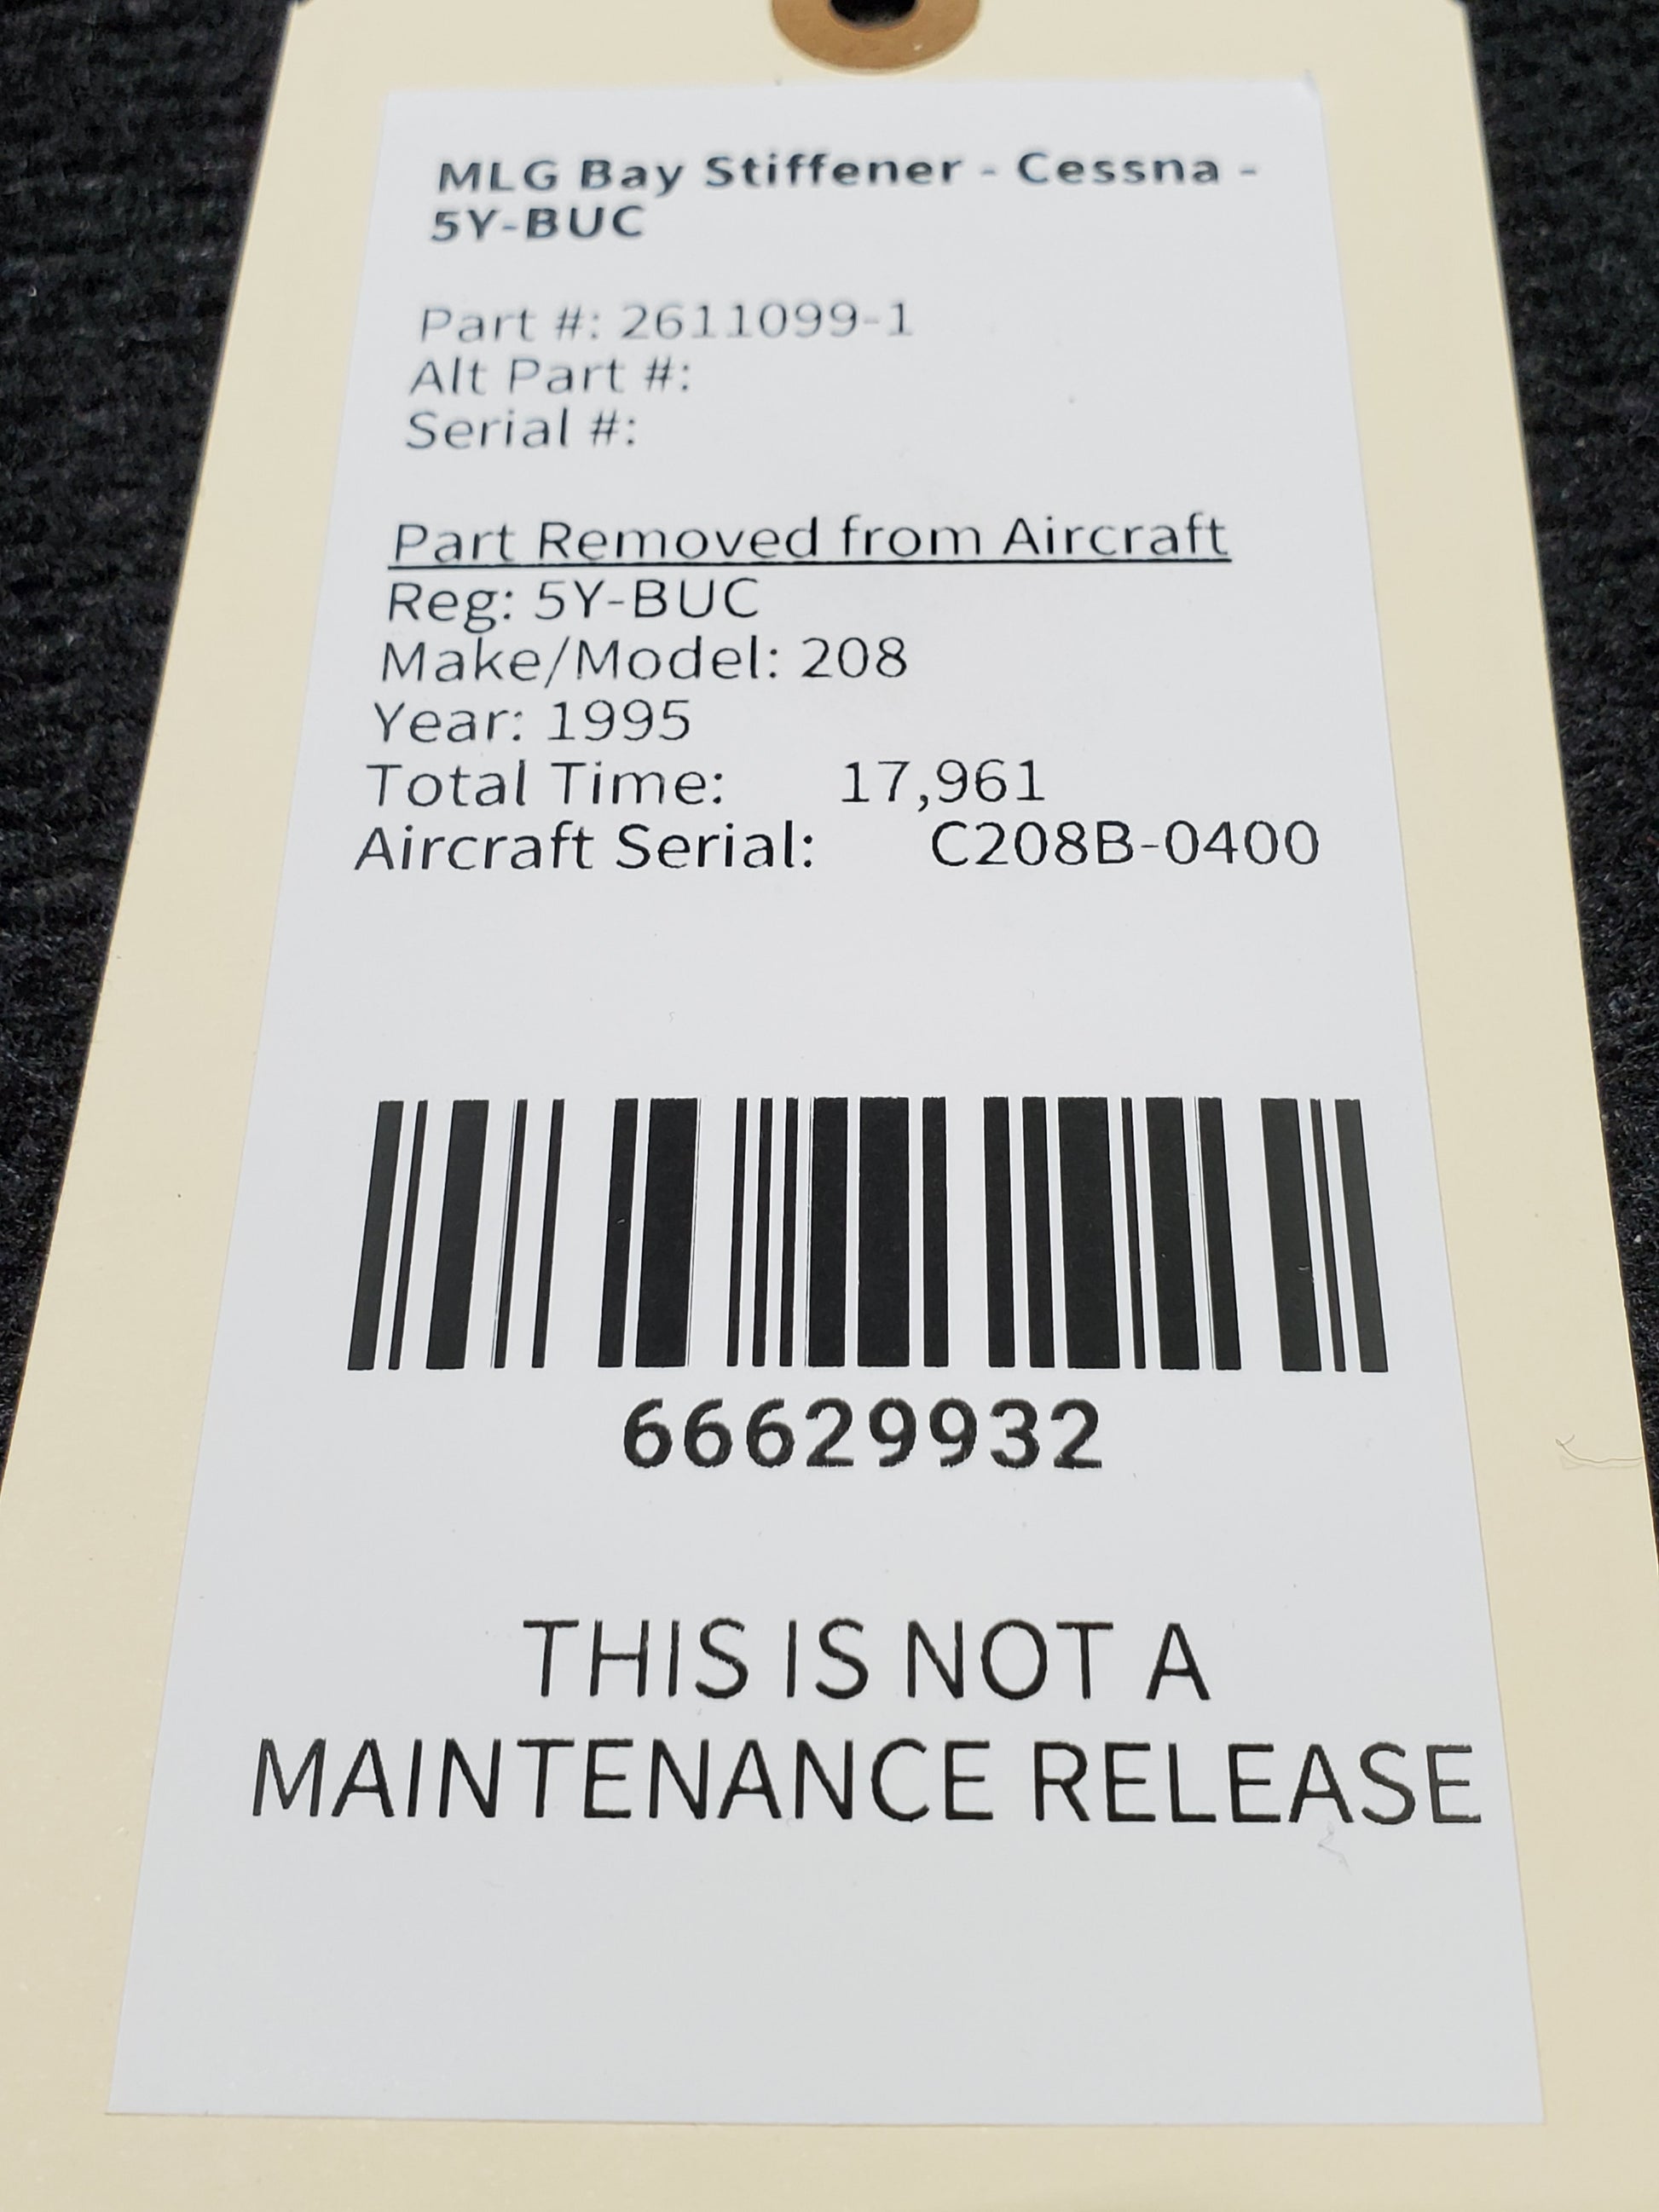 MLG Bay Stiffener - Cessna -
5Y-BUC
Part #: 2611099-1
Alt Part #:
Serial #:
Part Removed from Aircraft
Reg: 5Y-BUC
Make/Model: 208
Year: 1995
Total Time: 17,961
Aircraft Serial: C208B-0400
66629932
THIS IS NOT A
MAINTENANCE RELEASE